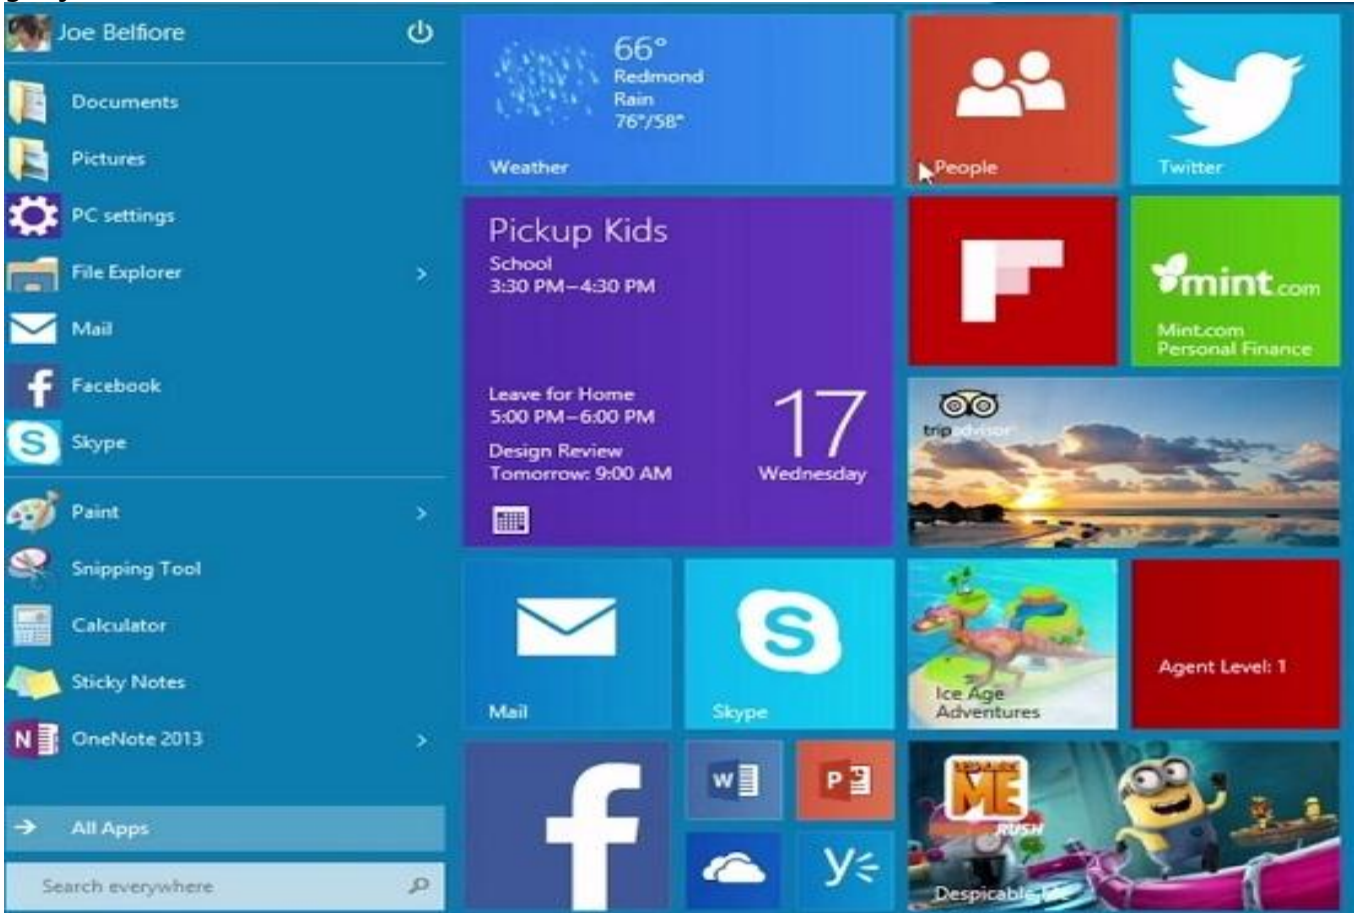 Joe Belfiore
Documents
Pictures
PC settings
File Explorer
Mail
Facebook
Skype
Paint
Snipping Tool
Calculator
Sticky Notes
OneNote 2013
All Apps
Search everywhere
66°
Redmond
Rain
76°/58°
Weather
People
Twitter
Pickup Kids
School
3:30 PM–4:30 PM
Leave for Home
5:00 PM–6:00 PM
Design Review
Tomorrow: 9:00 AM
17
Wednesday
mint.com
Mint.com
Personal Finance
tripadvisor
Mail
Skype
Ice Age
Adventures
Agent Level: 1
W
P
ME
RUSH
Despicable Me